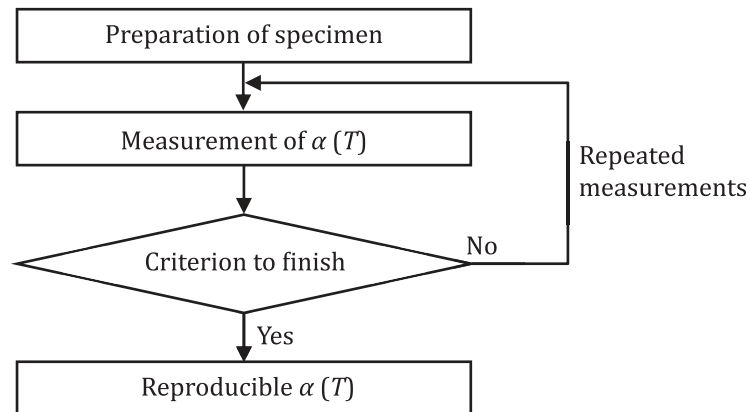 Preparation of specimen
Measurement of α (T)
Repeated
measurements
Criterion to finish
No
Yes
Reproducible α (T)